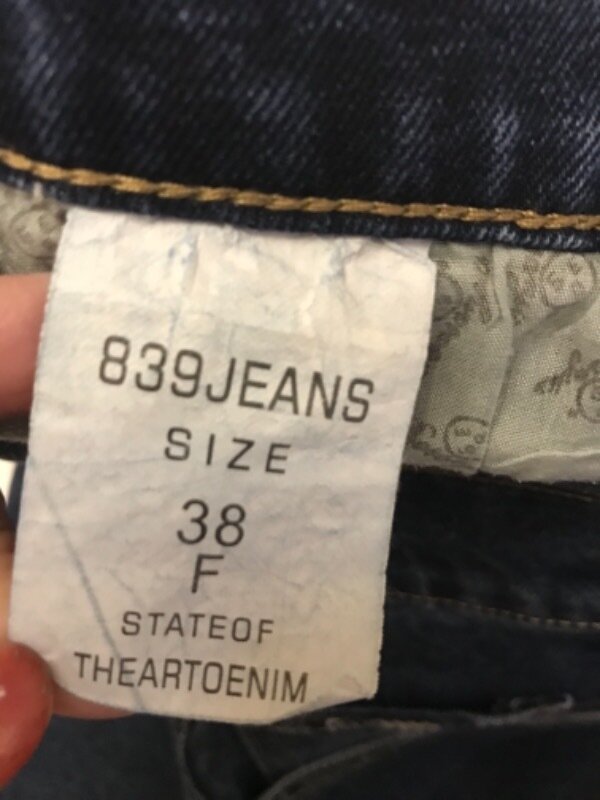 839JEANS
SIZE
38
F
STATEOF
THEARTOENIM